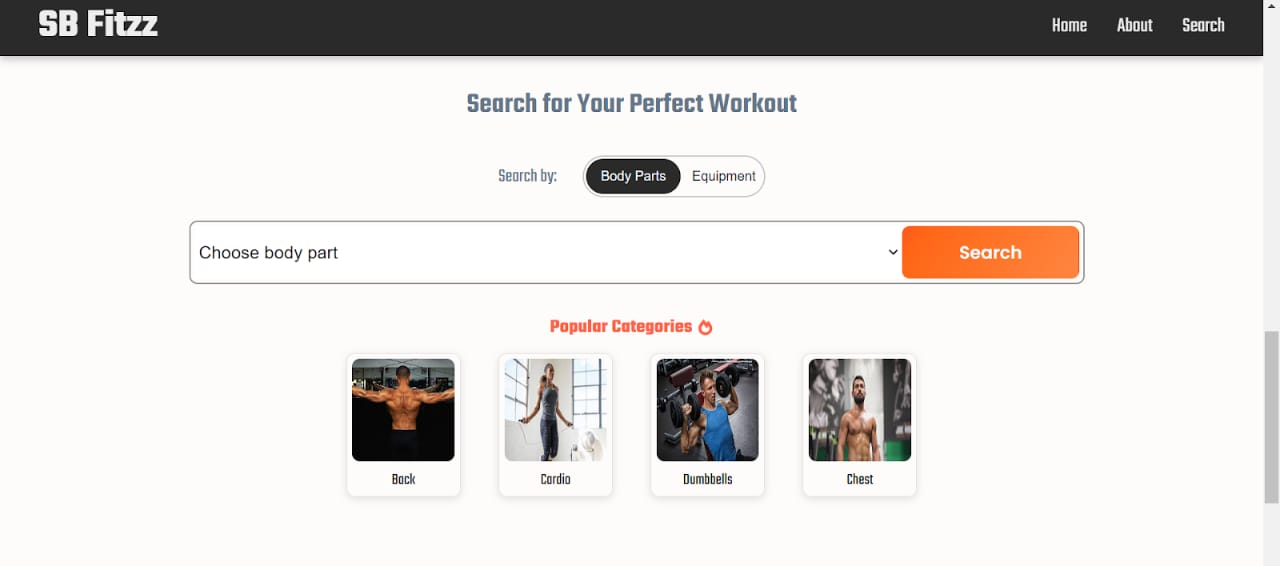 SB Fitzz
Home About Search
Search for Your Perfect Workout
Search by: Body Parts Equipment
Choose body part Search
Popular Categories
Back Cardio Dumbbells Chest